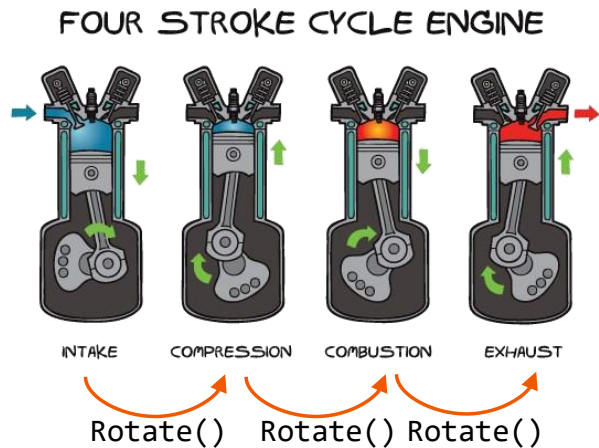 FOUR STROKE CYCLE ENGINE
INTAKE COMPRESSION COMBUSTION EXHAUST
Rotate() Rotate() Rotate()